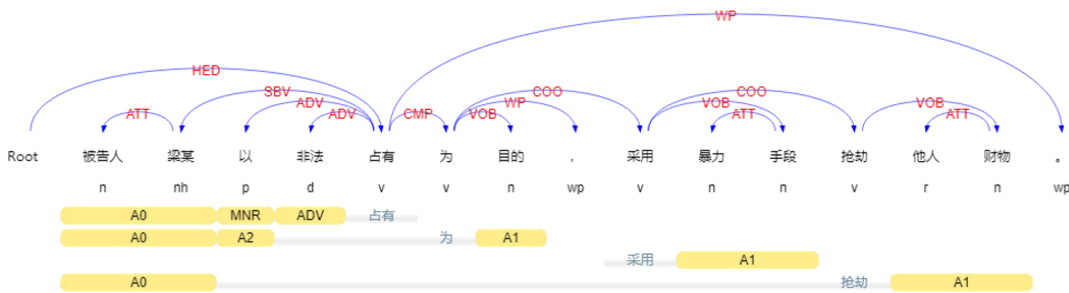 WP
HED
SBV COO COO
ADV WP VOB VOB
ATT ADV CMP VOB ATT ATT
Root 被告人 梁某 以 非法 占有 为 目的 , 采用 暴力 手段 抢劫 他人 财物 。
n nh p d v v n wp v n n v r n wp
A0 MNR ADV 占有
A0 A2 为 A1
采用 A1
A0 抢劫 A1